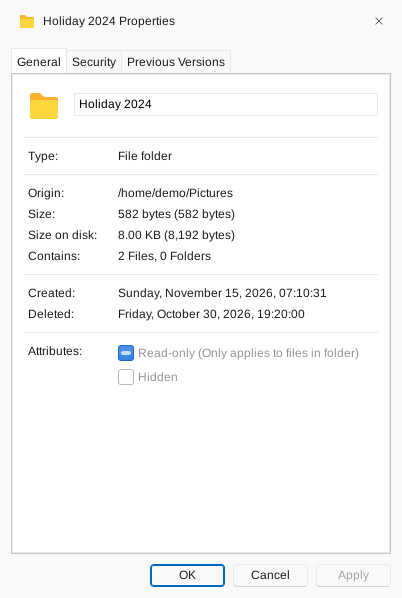 Holiday 2024 Properties
General Security Previous Versions
Holiday 2024
Type: File folder
Origin: /home/demo/Pictures
Size: 582 bytes (582 bytes)
Size on disk: 8.00 KB (8,192 bytes)
Contains: 2 Files, 0 Folders
Created: Sunday, November 15, 2026, 07:10:31
Deleted: Friday, October 30, 2026, 19:20:00
Attributes: Read-only (Only applies to files in folder)
Hidden
OK Cancel Apply